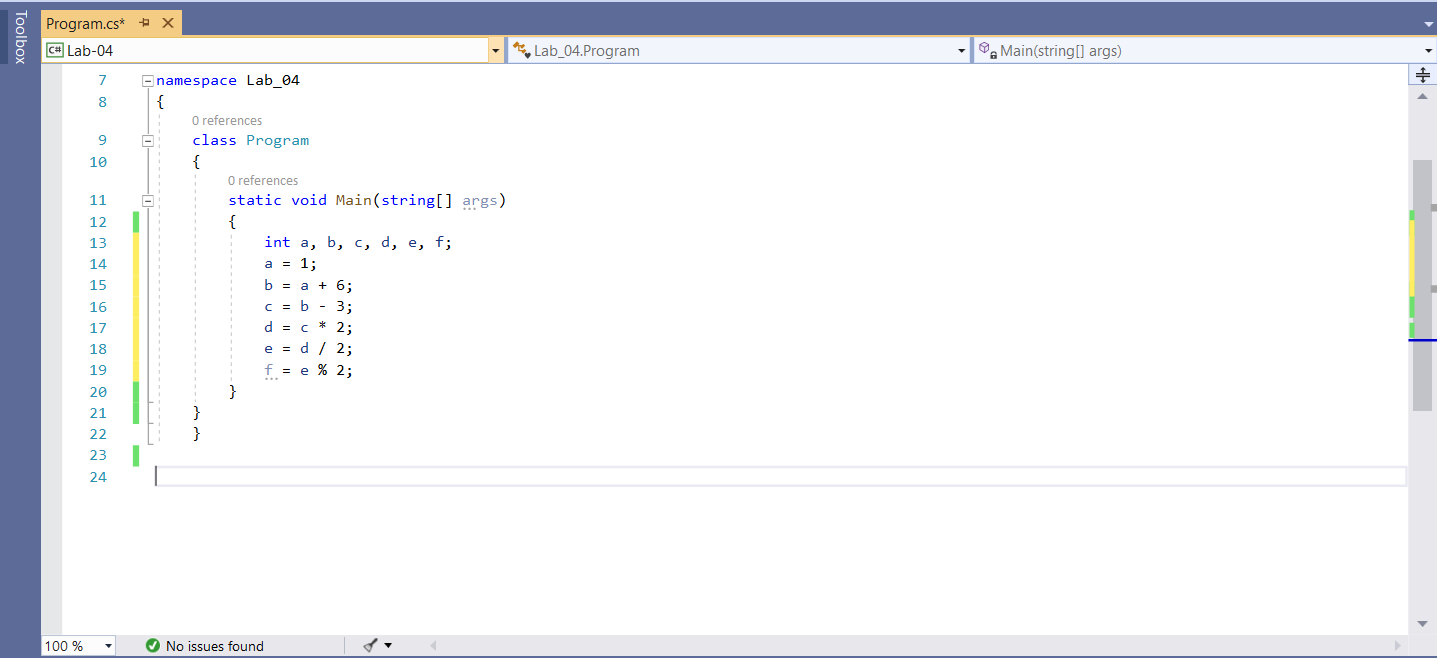 Toolbox
Program.cs*
C# Lab-04
Lab_04.Program
Main(string[] args)
7 namespace Lab_04
8 {
0 references
9 class Program
10 {
0 references
11 static void Main(string[] args)
12 {
13 int a, b, c, d, e, f;
14 a = 1;
15 b = a + 6;
16 c = b - 3;
17 d = c * 2;
18 e = d / 2;
19 f = e % 2;
20 }
21 }
22 }
23
24
100 %
No issues found